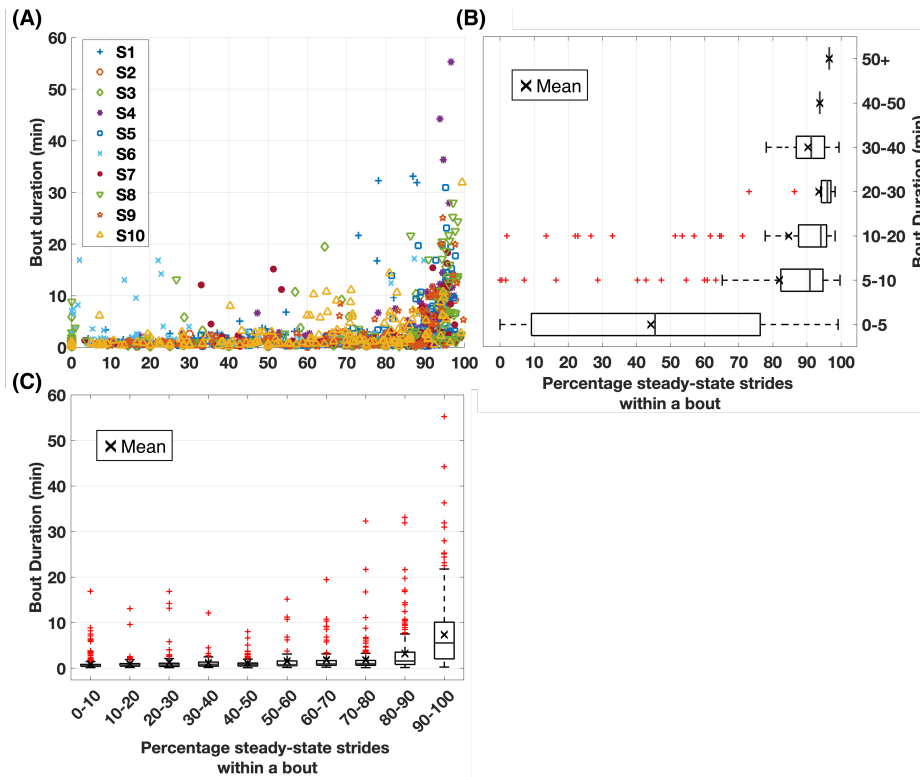 (A)
Bout duration (min)
60
50
40
30
20
10
0
S1
S2
S3
S4
S5
S6
S7
S8
S9
S10
0 10 20 30 40 50 60 70 80 90 100
(B)
Mean
50+
40-50
30-40
20-30
10-20
5-10
0-5
Bout Duration (min)
0 10 20 30 40 50 60 70 80 90 100
Percentage steady-state strides
within a bout
(C)
Bout Duration (min)
60
50
40
30
20
10
0
Mean
0-10 10-20 20-30 30-40 40-50 50-60 60-70 70-80 80-90 90-100
Percentage steady-state strides
within a bout